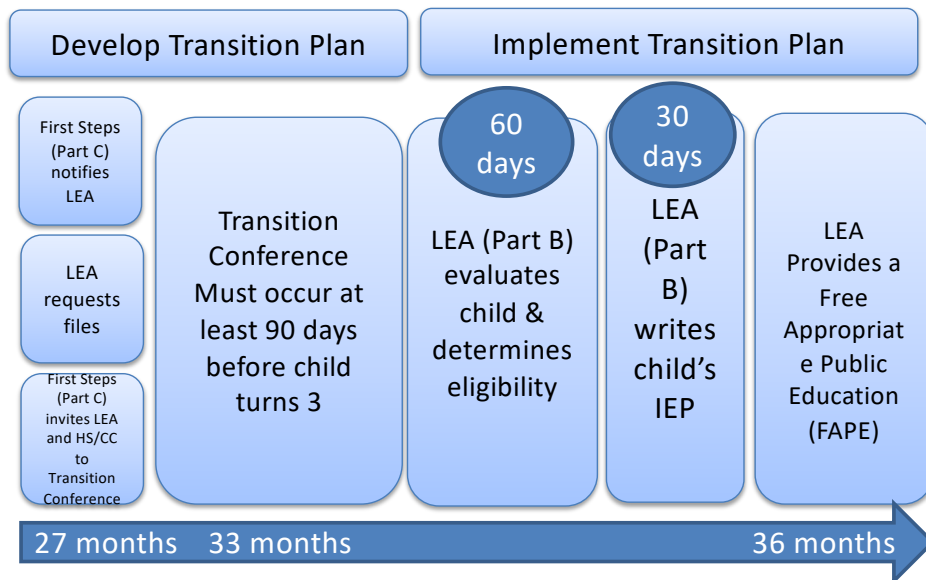 Develop Transition Plan
Implement Transition Plan
First Steps
(Part C)
notifies
LEA
LEA
requests
files
First Steps
(Part C)
invites LEA
and HS/CC
to
Transition
Conference
Transition
Conference
Must occur at
least 90 days
before child
turns 3
60
days
LEA (Part B)
evaluates
child &
determines
eligibility
30
days
LEA
(Part
B)
writes
child’s
IEP
LEA
Provides a
Free
Appropriat
e Public
Education
(FAPE)
27 months
33 months
36 months